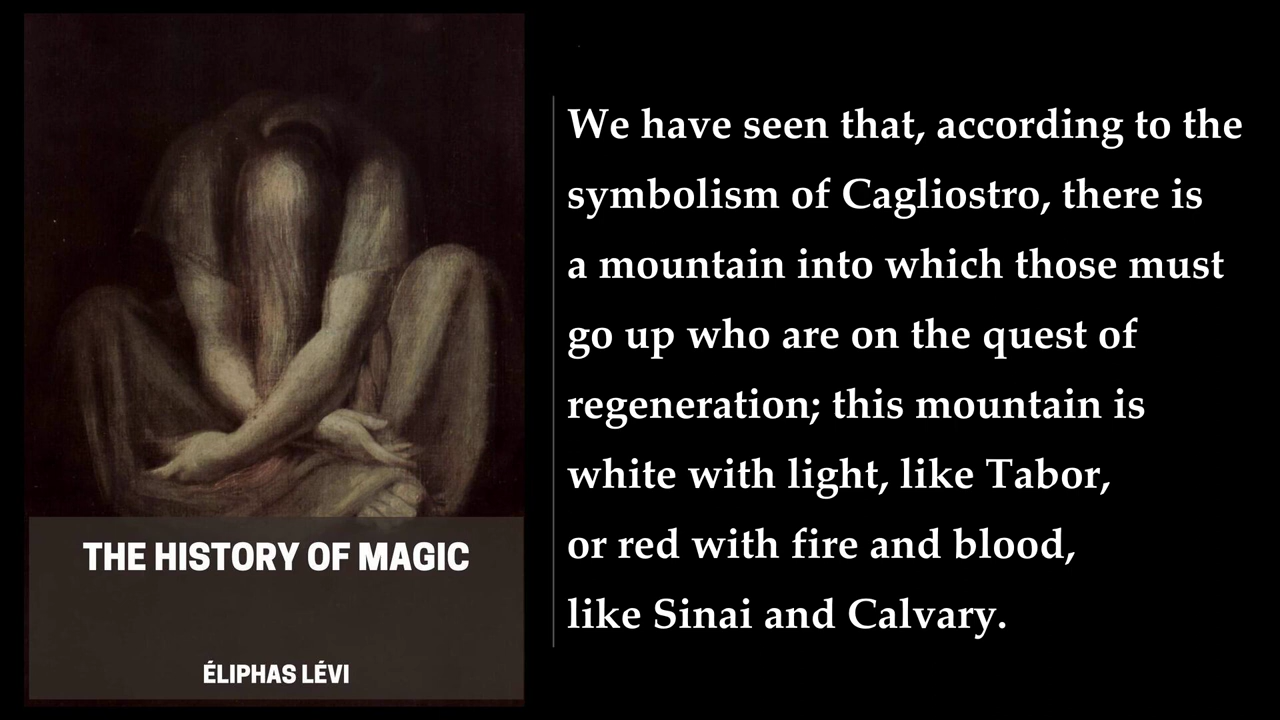 THE HISTORY OF MAGIC
ÉLIPHAS LÉVI
We have seen that, according to the
symbolism of Cagliostro, there is
a mountain into which those must
go up who are on the quest of
regeneration; this mountain is
white with light, like Tabor,
or red with fire and blood,
like Sinai and Calvary.